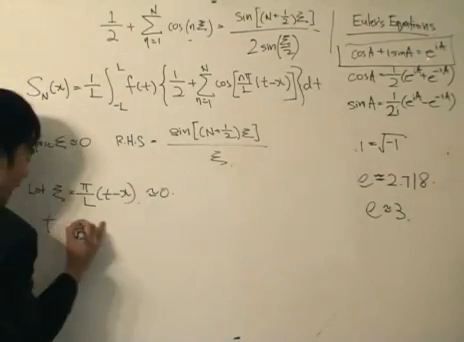 1/2 + Σ_{n=1}^{N} cos(nξ) = sin[(N+1/2)ξ] / 2sin(ξ/2)
S_N(x) = 1/L ∫_{-L}^{L} f(t) { 1/2 + Σ_{n=1}^{N} cos[nπ/L (t-x)] } dt
ξ≈0 R.H.S = sin[(N+1/2)ξ] / ξ
Let ξ = π/L (t-x) ≈0.
Euler's Equations
cosA + i sinA = e^{iA}
cosA = 1/2 (e^{iA} + e^{-iA})
sinA = 1/2i (e^{iA} - e^{-iA})
i = √-1
e≈2.718.
e≈3.